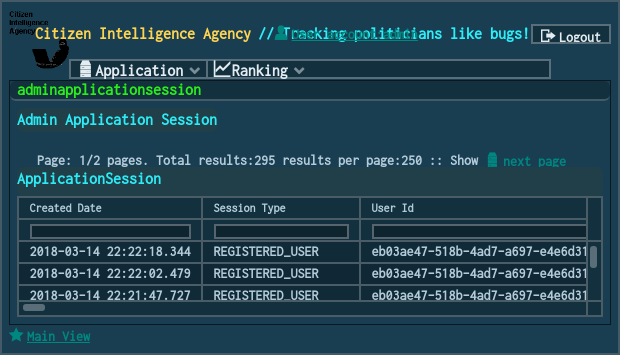 Citizen
Intelligence
Agency
Citizen Intelligence Agency // Tracking politicians like bugs!
Logout
Application Ranking
adminapplicationsession
Admin Application Session
Page: 1/2 pages. Total results:295 results per page:250 :: Show next page
ApplicationSession
Created Date Session Type User Id
2018-03-14 22:22:18.344 REGISTERED_USER eb03ae47-518b-4ad7-a697-e4e6d31
2018-03-14 22:22:02.479 REGISTERED_USER eb03ae47-518b-4ad7-a697-e4e6d31
2018-03-14 22:21:47.727 REGISTERED_USER eb03ae47-518b-4ad7-a697-e4e6d31
Main View